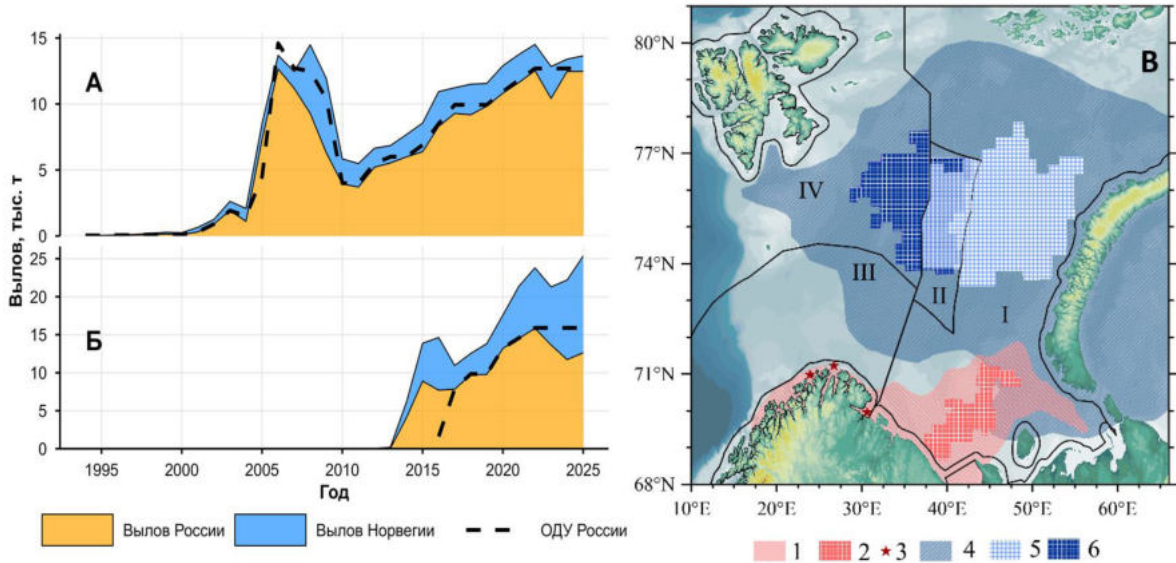 А
15
10
5
0
Вылов, тыс. т
Б
25
20
15
10
5
0
1995 2000 2005 2010 2015 2020 2025
Год
Вылов России Вылов Норвегии ОДУ России
В
80°N
77°N
74°N
71°N
68°N
IV
III
II
I
10°E 20°E 30°E 40°E 50°E 60°E
1 2 3 4 5 6